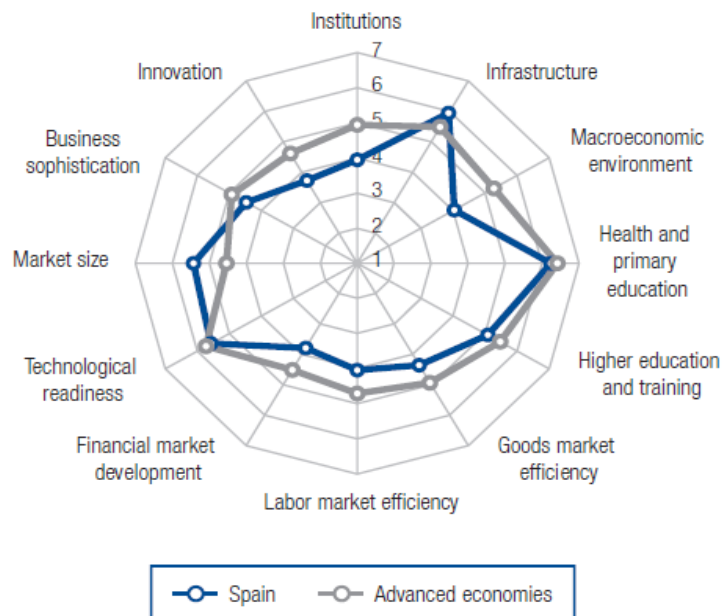 Institutions
Infrastructure
Macroeconomic
environment
Health and
primary
education
Higher education
and training
Goods market
efficiency
Labor market efficiency
Financial market
development
Technological
readiness
Market size
Business
sophistication
Innovation
7
6
5
4
3
2
1
Spain
Advanced economies